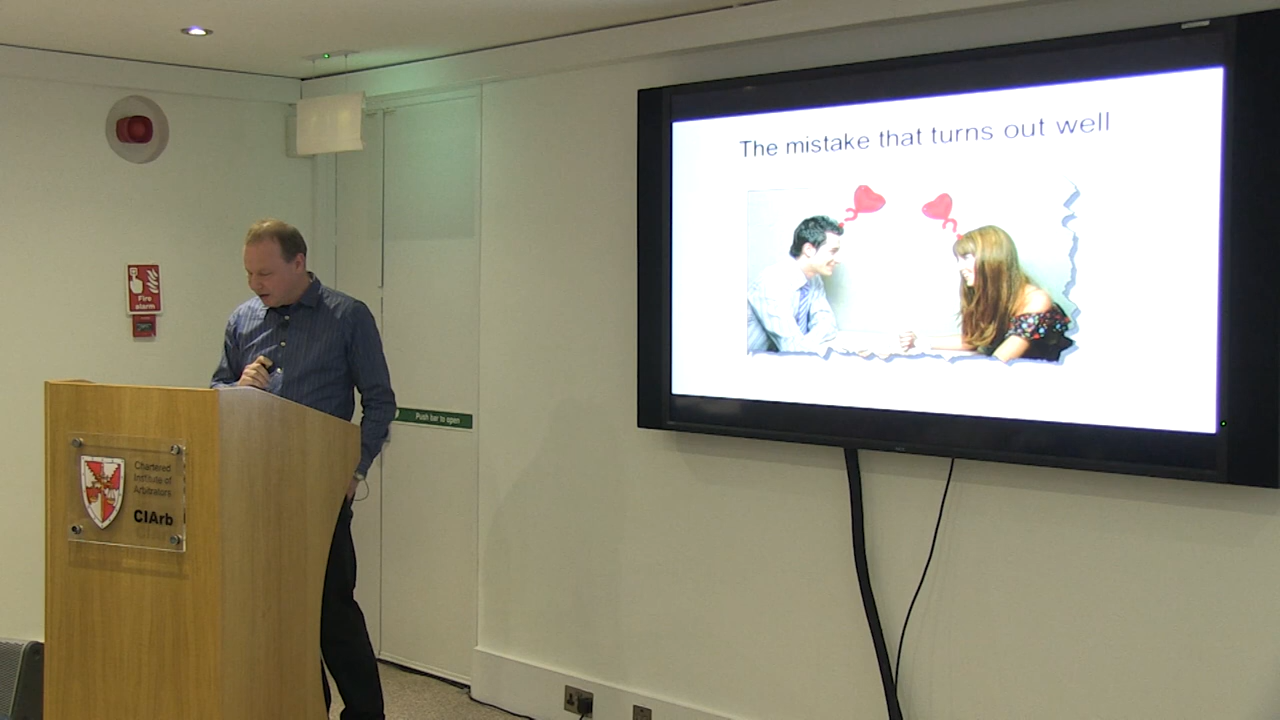 The mistake that turns out well
Fire
alarm
Push bar to open
Chartered
Institute of
Arbitrators
CIArb